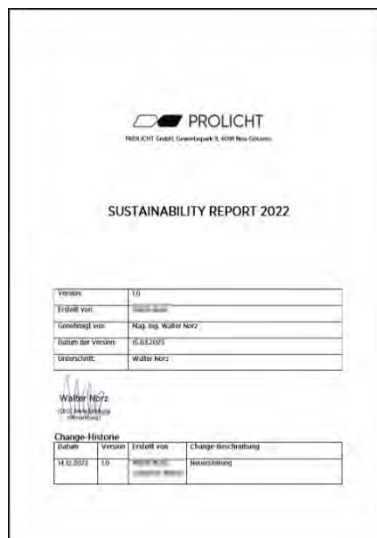 PROLICHT
PROLICHT GmbH, Gewerbepark 9, 6091 Neu-Götzens
SUSTAINABILITY REPORT 2022
Version: 1.0
Erstellt von:
Genehmigt von: Mag. Ing. Walter Norz
Datum der Version: 15.03.2023
Unterschrift: Walter Norz
Walter Norz
Change-Historie
Datum Version Erstellt von Change-Beschreibung
14.12.2022 1.0 Neuerstellung